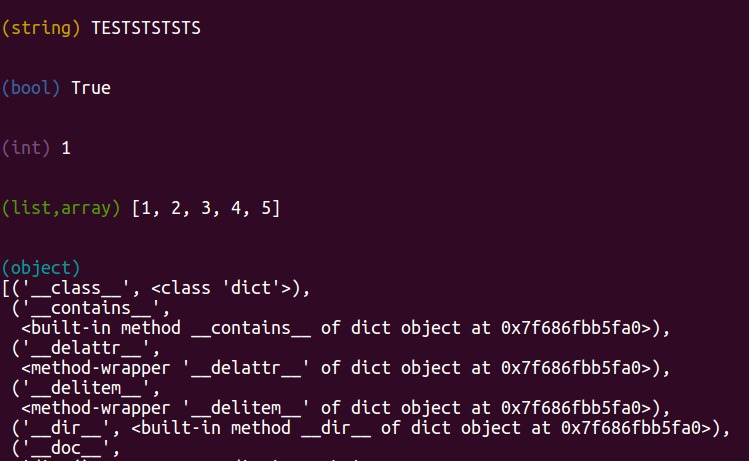 (string) TESTSTSTSTS
(bool) True
(int) 1
(list,array) [1, 2, 3, 4, 5]
(object)
[('__class__', <class 'dict'>),
('__contains__',
<built-in method __contains__ of dict object at 0x7f686fbb5fa0>),
('__delattr__',
<method-wrapper '__delattr__' of dict object at 0x7f686fbb5fa0>),
('__delitem__',
<method-wrapper '__delitem__' of dict object at 0x7f686fbb5fa0>),
('__dir__', <built-in method __dir__ of dict object at 0x7f686fbb5fa0>),
('__doc__',